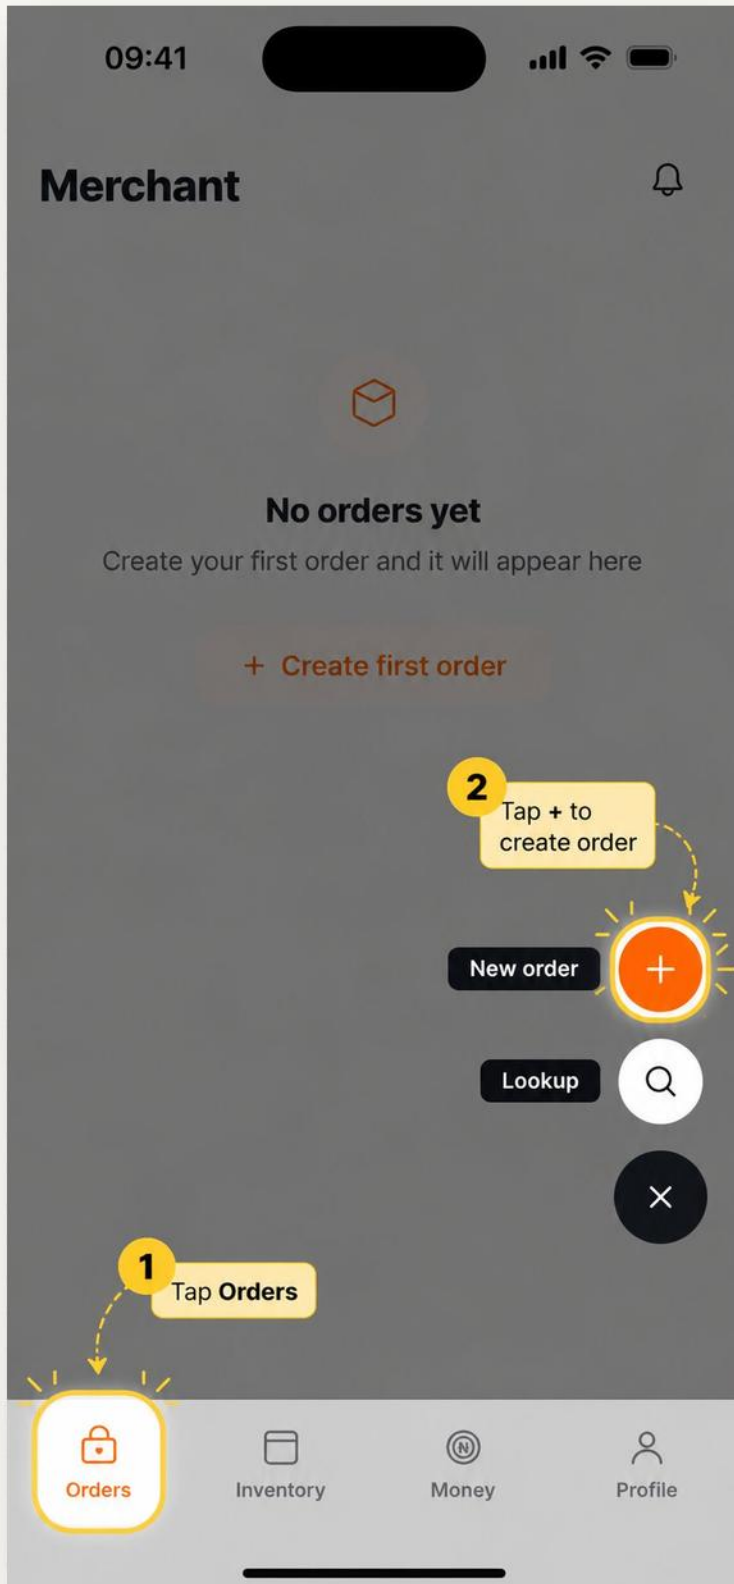 09:41
Merchant
No orders yet
Create your first order and it will appear here
+ Create first order
2
Tap + to
create order
New order
Lookup
1
Tap Orders
Orders
Inventory
Money
Profile